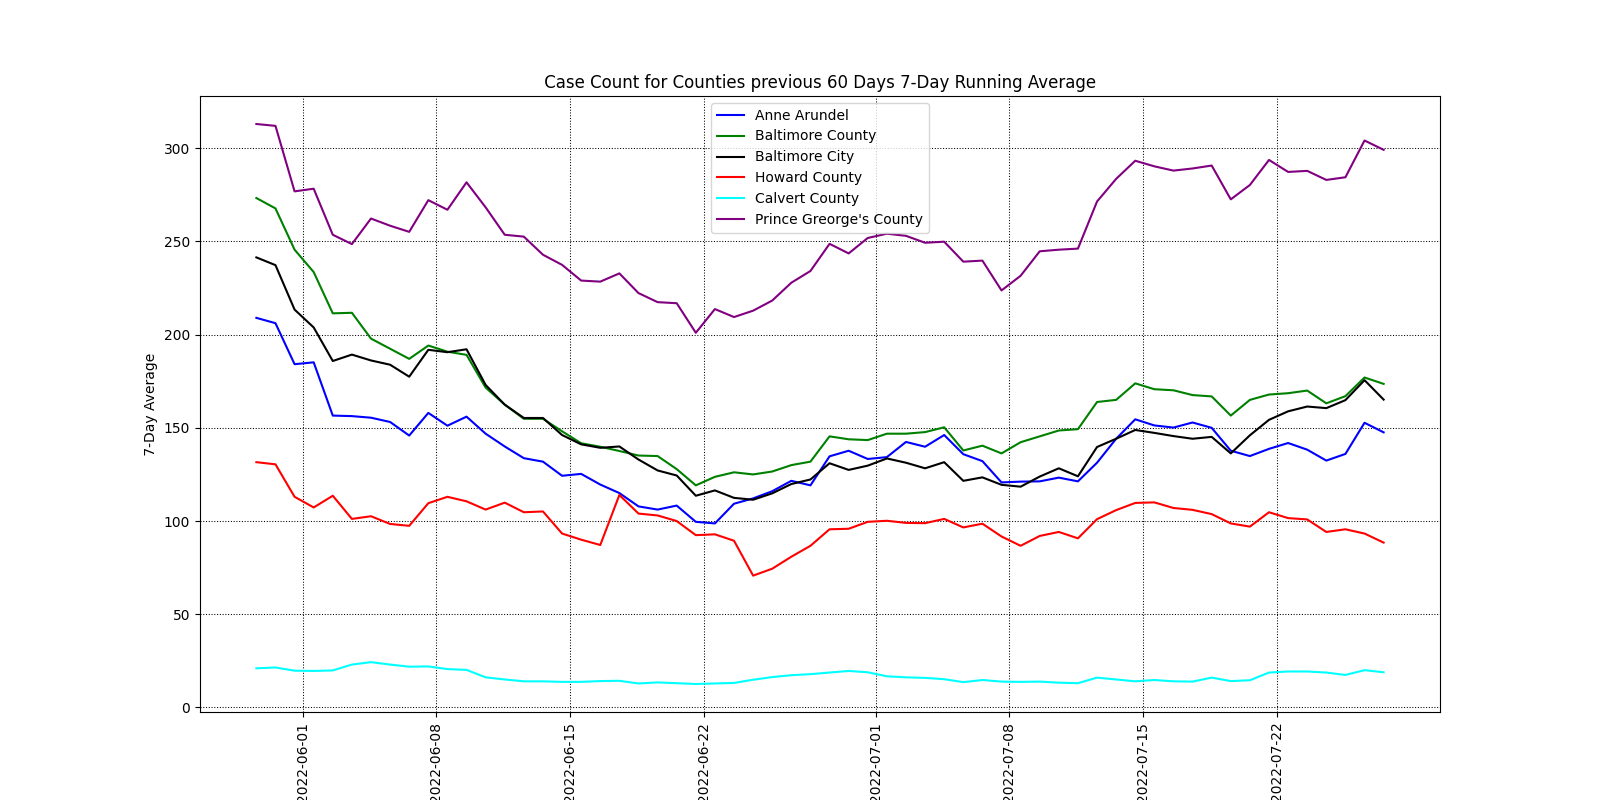 Case Count for Counties previous 60 Days 7-Day Running Average
Anne Arundel
Baltimore County
Baltimore City
Howard County
Calvert County
Prince Greorge's County
7-Day Average
300
250
200
150
100
50
0
2022-06-01
2022-06-08
2022-06-15
2022-06-22
2022-07-01
2022-07-08
2022-07-15
2022-07-22